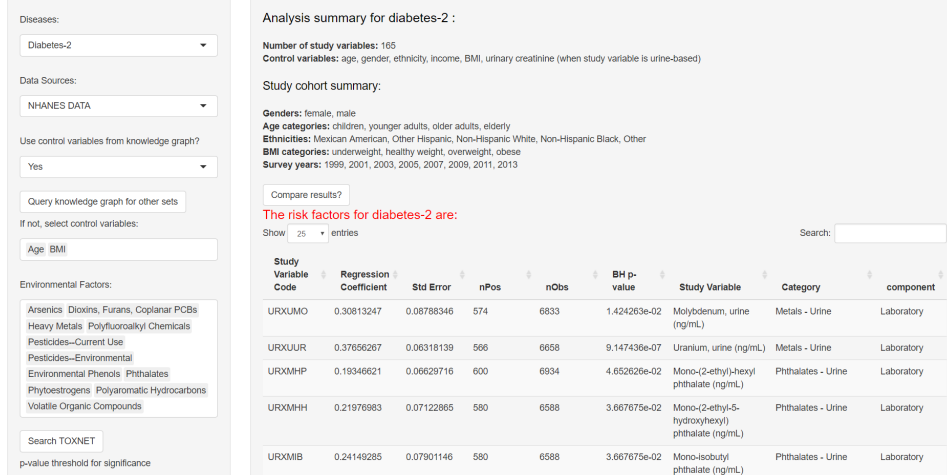 Diseases:
Diabetes-2
Data Sources:
NHANES DATA
Use control variables from knowledge graph?
Yes
Query knowledge graph for other sets
If not, select control variables:
Age BMI
Environmental Factors:
Arsenics Dioxins, Furans, Coplanar PCBs
Heavy Metals Polyfluoroalkyl Chemicals
Pesticides--Current Use
Pesticides--Environmental
Environmental Phenols Phthalates
Phytoestrogens Polyaromatic Hydrocarbons
Volatile Organic Compounds
Search TOXNET
p-value threshold for significance
Analysis summary for diabetes-2 :
Number of study variables: 165
Control variables: age, gender, ethnicity, income, BMI, urinary creatinine (when study variable is urine-based)
Study cohort summary:
Genders: female, male
Age categories: children, younger adults, older adults, elderly
Ethnicities: Mexican American, Other Hispanic, Non-Hispanic White, Non-Hispanic Black, Other
BMI categories: underweight, healthy weight, overweight, obese
Survey years: 1999, 2001, 2003, 2005, 2007, 2009, 2011, 2013
Compare results?
The risk factors for diabetes-2 are:
Show 25 entries Search:
Study
Variable Regression BH p-
Code Coefficient Std Error nPos nObs value Study Variable Category component
URXUMO 0.30813247 0.08788346 574 6833 1.424263e-02 Molybdenum, urine Metals - Urine Laboratory
(ng/mL)
URXUUR 0.37656267 0.06318139 566 6658 9.147436e-07 Uranium, urine (ng/mL) Metals - Urine Laboratory
URXMHP 0.19346621 0.06629716 600 6934 4.652626e-02 Mono-(2-ethyl)-hexyl Phthalates - Urine Laboratory
phthalate (ng/mL)
URXMHH 0.21976983 0.07122865 580 6588 3.667675e-02 Mono-(2-ethyl-5- Phthalates - Urine Laboratory
hydroxyhexyl)
phthalate (ng/mL)
URXMIB 0.24149285 0.07901146 580 6588 3.667675e-02 Mono-isobutyl Phthalates - Urine Laboratory
phthalate (ng/mL)